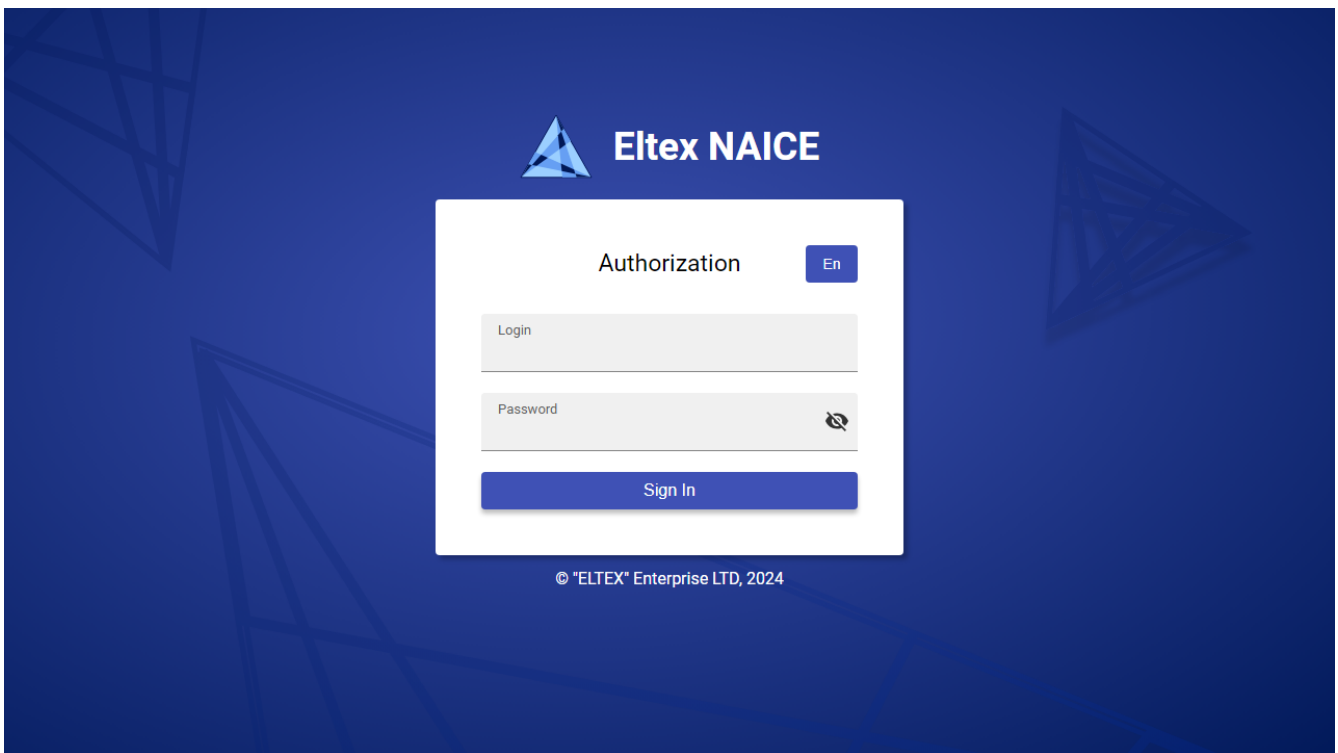 Eltex NAICE
Authorization
En
Login
Password
Sign In
© "ELTEX" Enterprise LTD, 2024